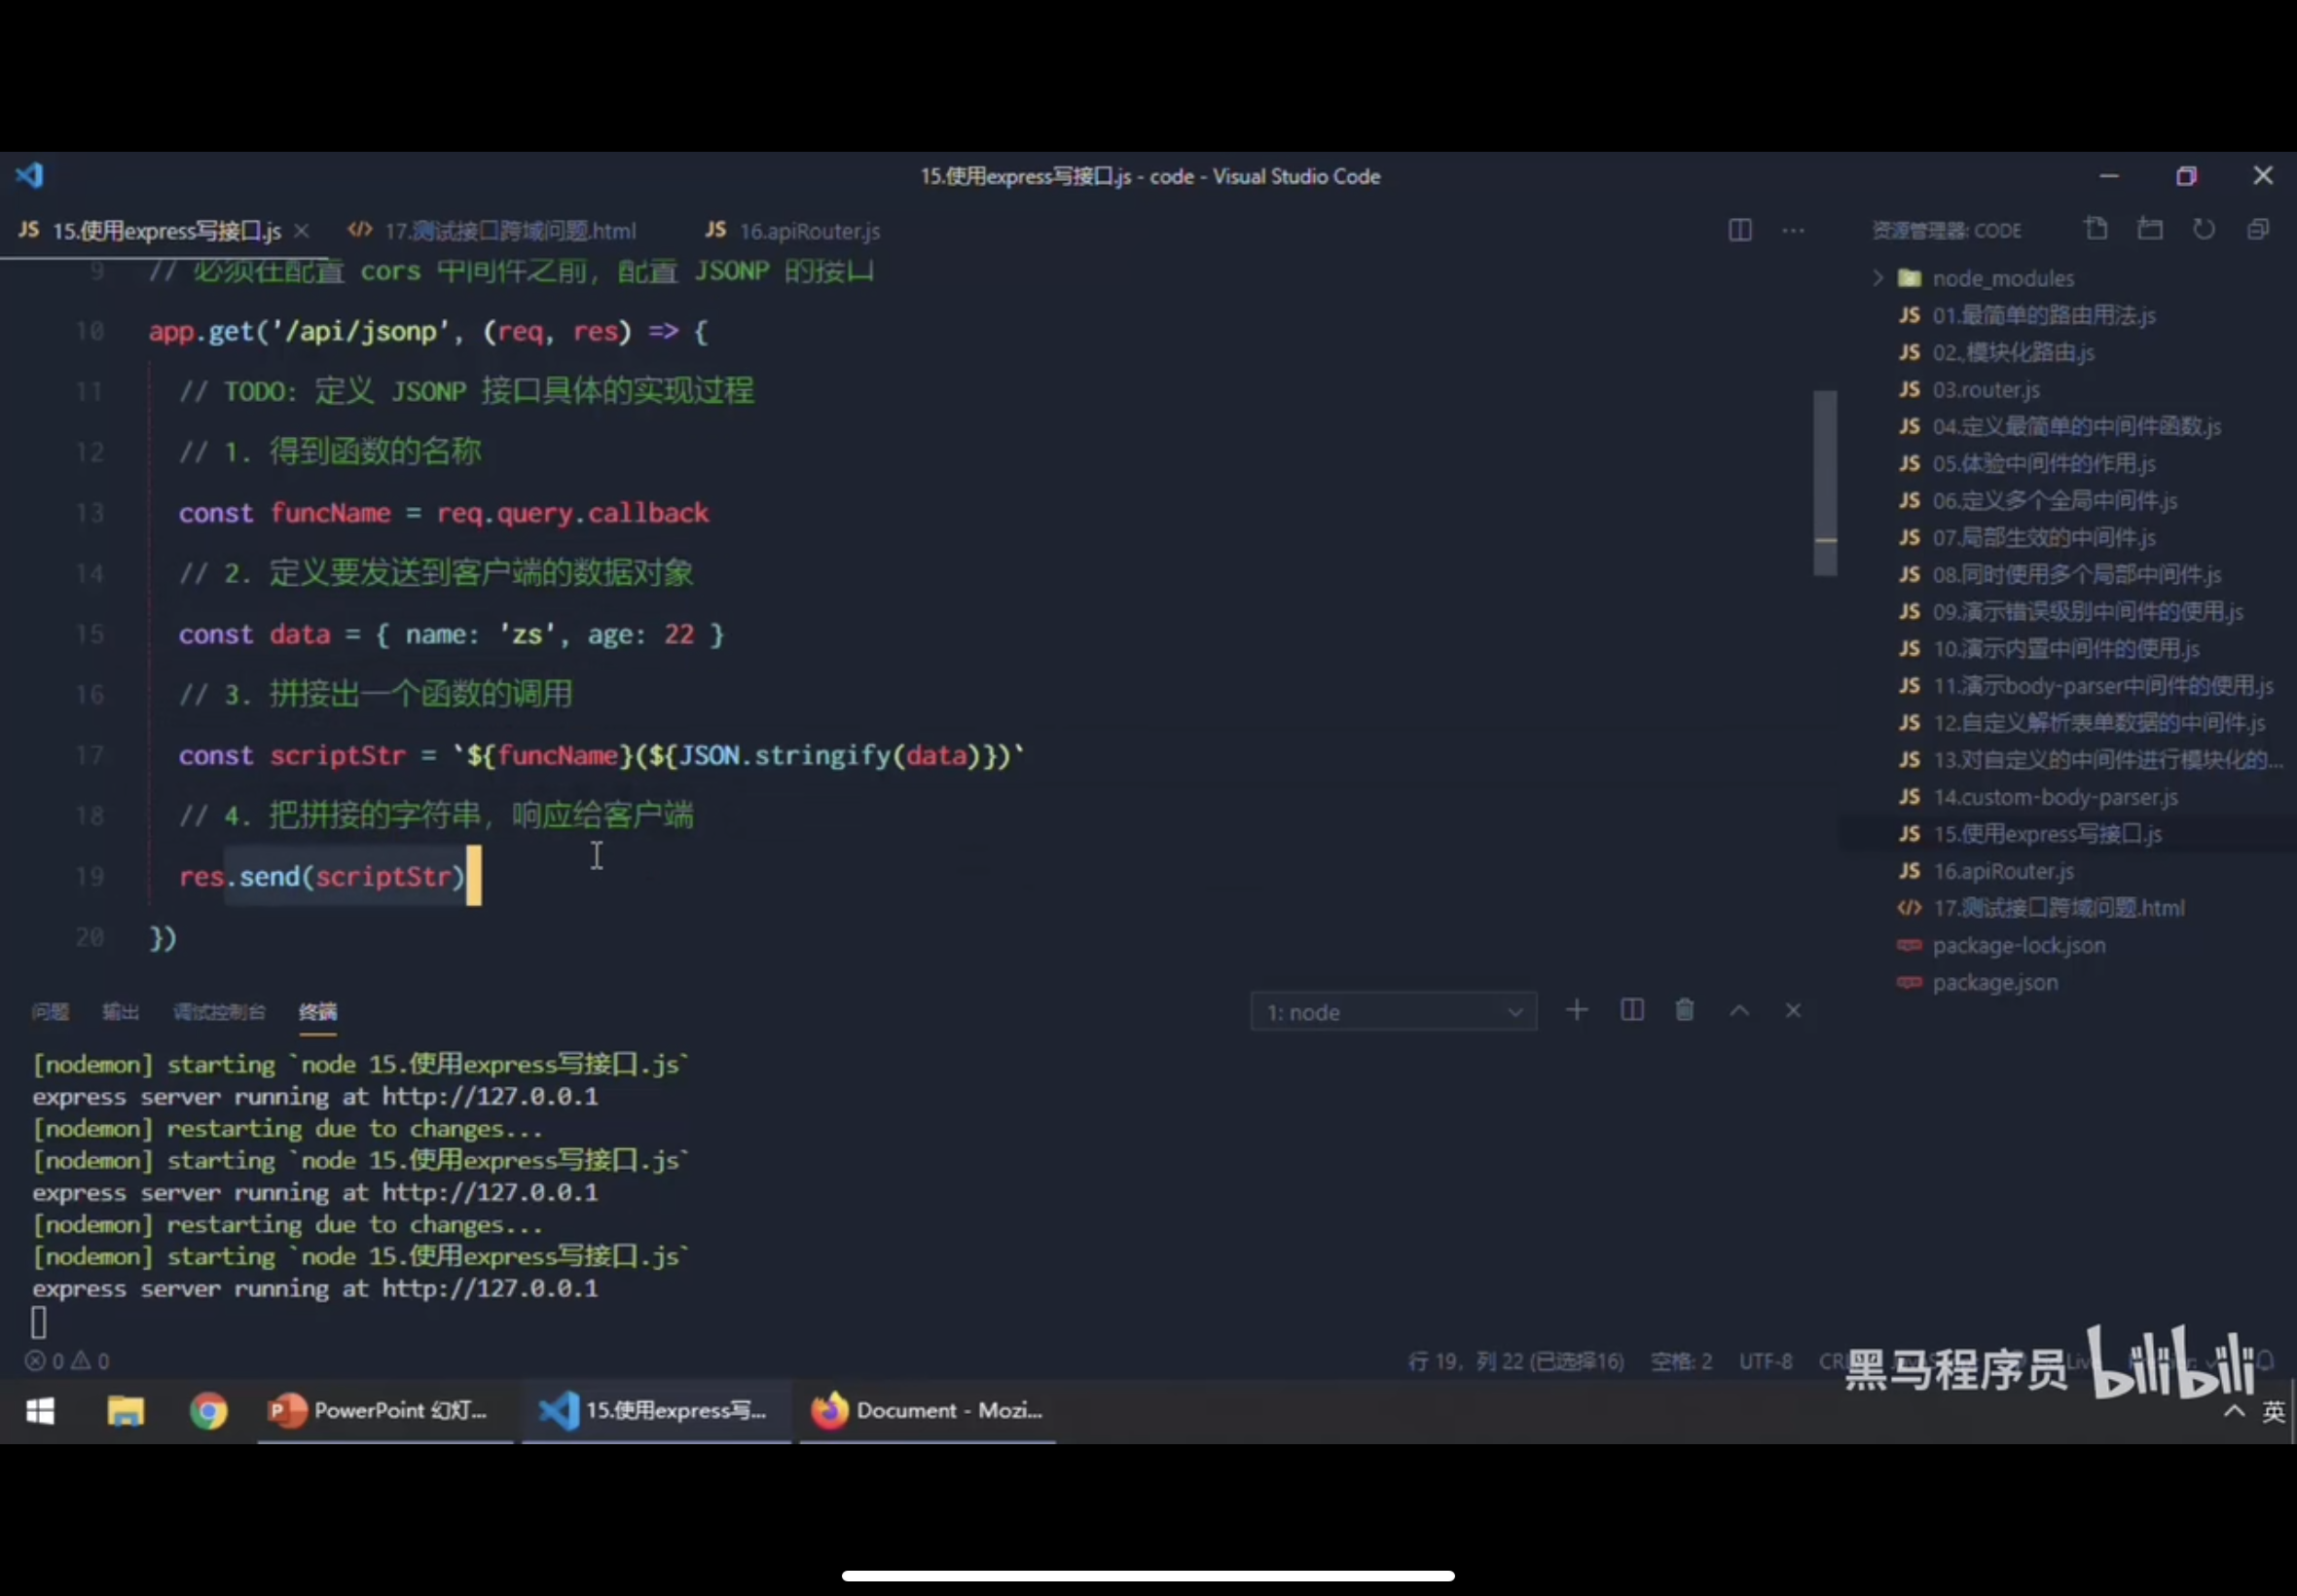 15.使用express写接口.js - code - Visual Studio Code
JS 15.使用express写接口.js
17.测试接口跨域问题.html
JS 16.apiRouter.js
资源管理器: CODE
9 // 必须在配置 cors 中间件之前，配置 JSONP 的接口
10 app.get('/api/jsonp', (req, res) => {
11 // TODO: 定义 JSONP 接口具体的实现过程
12 // 1. 得到函数的名称
13 const funcName = req.query.callback
14 // 2. 定义要发送到客户端的数据对象
15 const data = { name: 'zs', age: 22 }
16 // 3. 拼接出一个函数的调用
17 const scriptStr = `${funcName}(${JSON.stringify(data)})`
18 // 4. 把拼接的字符串，响应给客户端
19 res.send(scriptStr)
20 })
node_modules
JS 01.最简单的路由用法.js
JS 02.,模块化路由.js
JS 03.router.js
JS 04.定义最简单的中间件函数.js
JS 05.体验中间件的作用.js
JS 06.定义多个全局中间件.js
JS 07.局部生效的中间件.js
JS 08.同时使用多个局部中间件.js
JS 09.演示错误级别中间件的使用.js
JS 10.演示内置中间件的使用.js
JS 11.演示body-parser中间件的使用.js
JS 12.自定义解析表单数据的中间件.js
JS 13.对自定义的中间件进行模块化的...
JS 14.custom-body-parser.js
JS 15.使用express写接口.js
JS 16.apiRouter.js
17.测试接口跨域问题.html
package-lock.json
package.json
问题 输出 调试控制台 终端
1: node
[nodemon] starting `node 15.使用express写接口.js`
express server running at http://127.0.0.1
[nodemon] restarting due to changes...
[nodemon] starting `node 15.使用express写接口.js`
express server running at http://127.0.0.1
[nodemon] restarting due to changes...
[nodemon] starting `node 15.使用express写接口.js`
express server running at http://127.0.0.1
0 0
行 19，列 22 (已选择16) 空格: 2 UTF-8
黑马程序员 bilibili
PowerPoint 幻灯...
15.使用express写...
Document - Mozi...
英